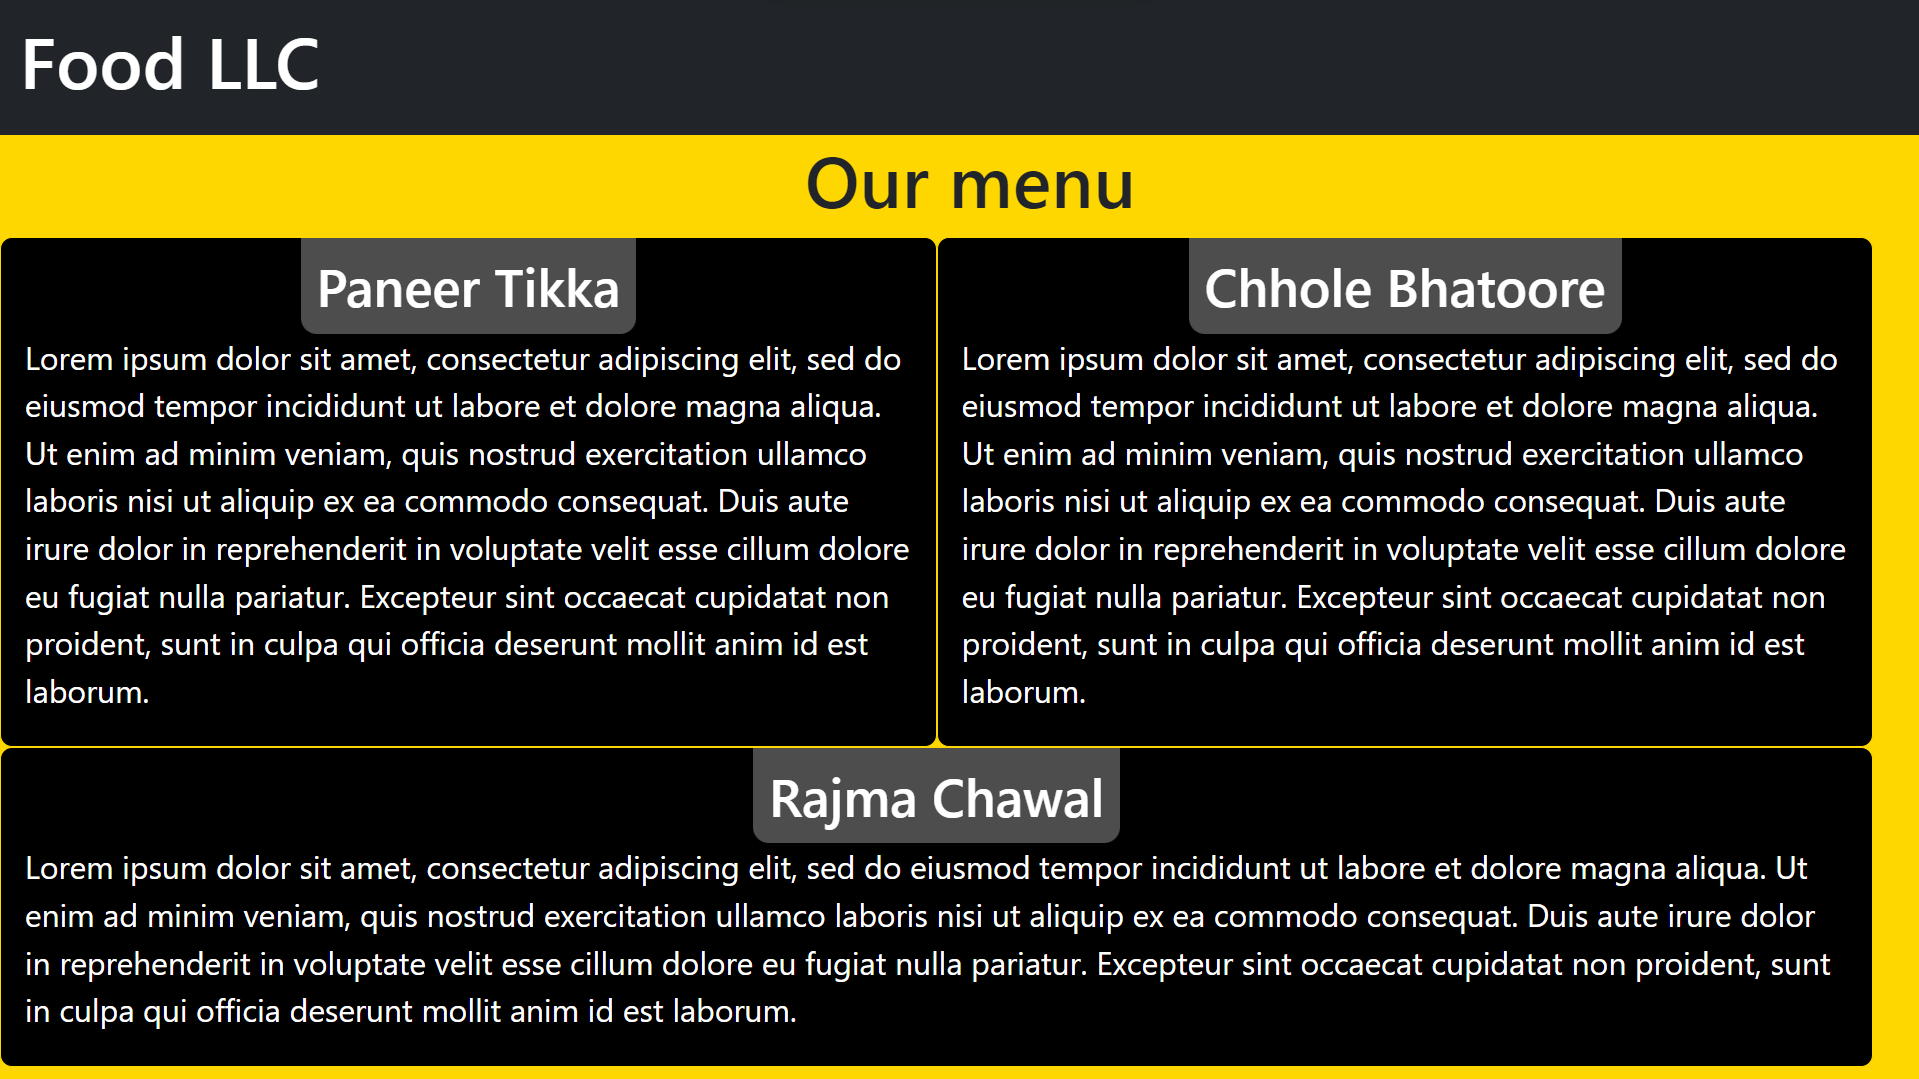 Food LLC
Our menu
Paneer Tikka
Lorem ipsum dolor sit amet, consectetur adipiscing elit, sed do
eiusmod tempor incididunt ut labore et dolore magna aliqua.
Ut enim ad minim veniam, quis nostrud exercitation ullamco
laboris nisi ut aliquip ex ea commodo consequat. Duis aute
irure dolor in reprehenderit in voluptate velit esse cillum dolore
eu fugiat nulla pariatur. Excepteur sint occaecat cupidatat non
proident, sunt in culpa qui officia deserunt mollit anim id est
laborum.
Chhole Bhatoore
Lorem ipsum dolor sit amet, consectetur adipiscing elit, sed do
eiusmod tempor incididunt ut labore et dolore magna aliqua.
Ut enim ad minim veniam, quis nostrud exercitation ullamco
laboris nisi ut aliquip ex ea commodo consequat. Duis aute
irure dolor in reprehenderit in voluptate velit esse cillum dolore
eu fugiat nulla pariatur. Excepteur sint occaecat cupidatat non
proident, sunt in culpa qui officia deserunt mollit anim id est
laborum.
Rajma Chawal
Lorem ipsum dolor sit amet, consectetur adipiscing elit, sed do eiusmod tempor incididunt ut labore et dolore magna aliqua. Ut
enim ad minim veniam, quis nostrud exercitation ullamco laboris nisi ut aliquip ex ea commodo consequat. Duis aute irure dolor
in reprehenderit in voluptate velit esse cillum dolore eu fugiat nulla pariatur. Excepteur sint occaecat cupidatat non proident, sunt
in culpa qui officia deserunt mollit anim id est laborum.